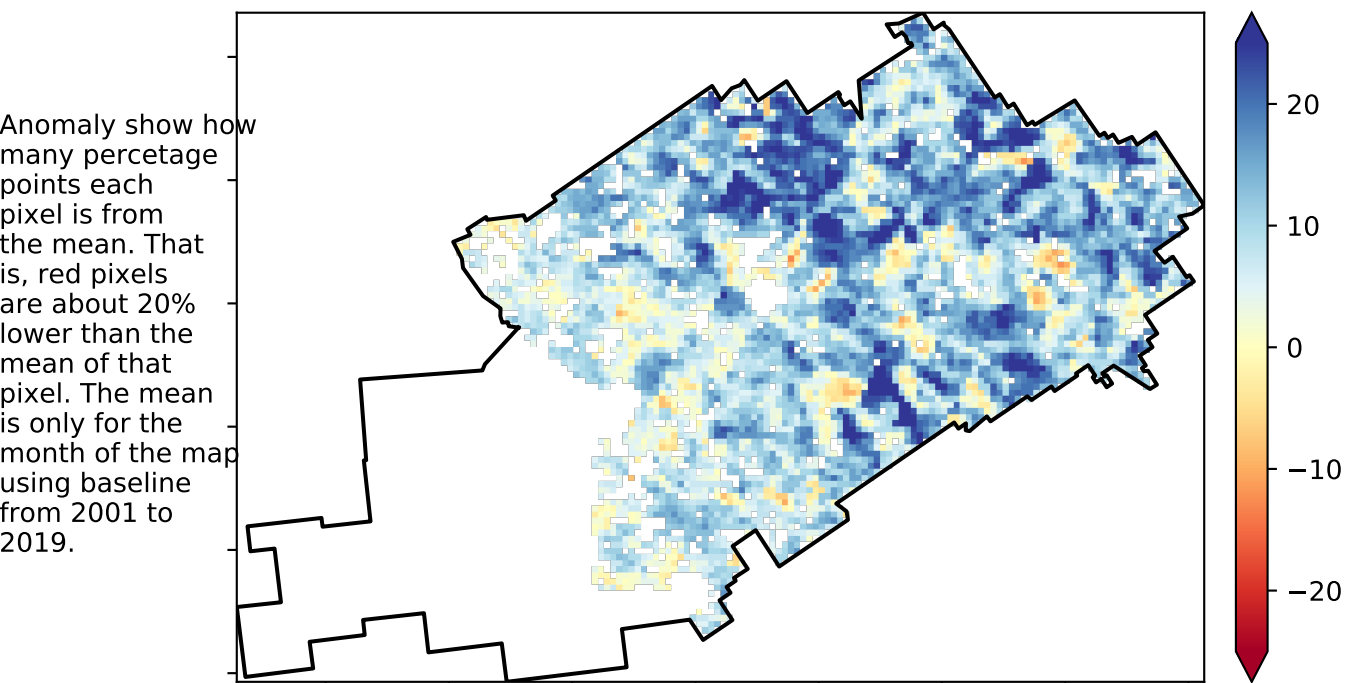 Anomaly show how
many percetage
points each
pixel is from
the mean. That
is, red pixels
are about 20%
lower than the
mean of that
pixel. The mean
is only for the
month of the map
using baseline
from 2001 to
2019.
20
10
0
−10
−20